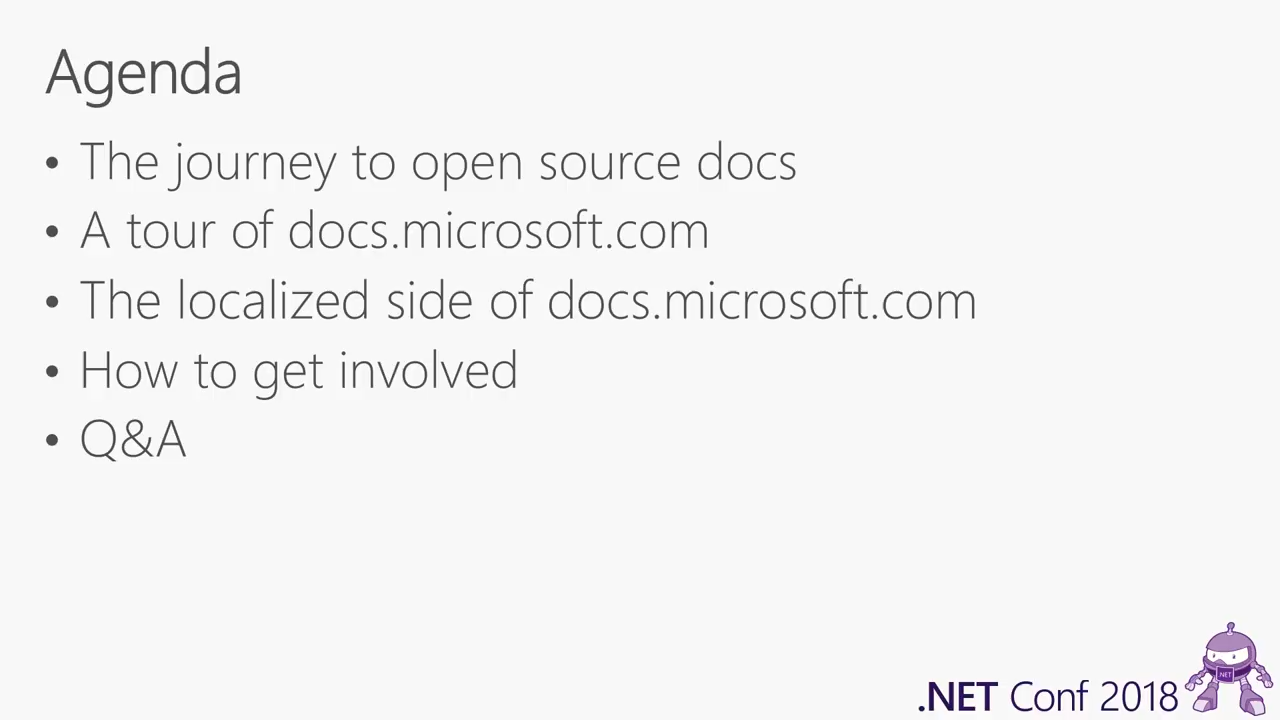 Agenda
• The journey to open source docs
• A tour of docs.microsoft.com
• The localized side of docs.microsoft.com
• How to get involved
• Q&A
.NET
.NET Conf 2018